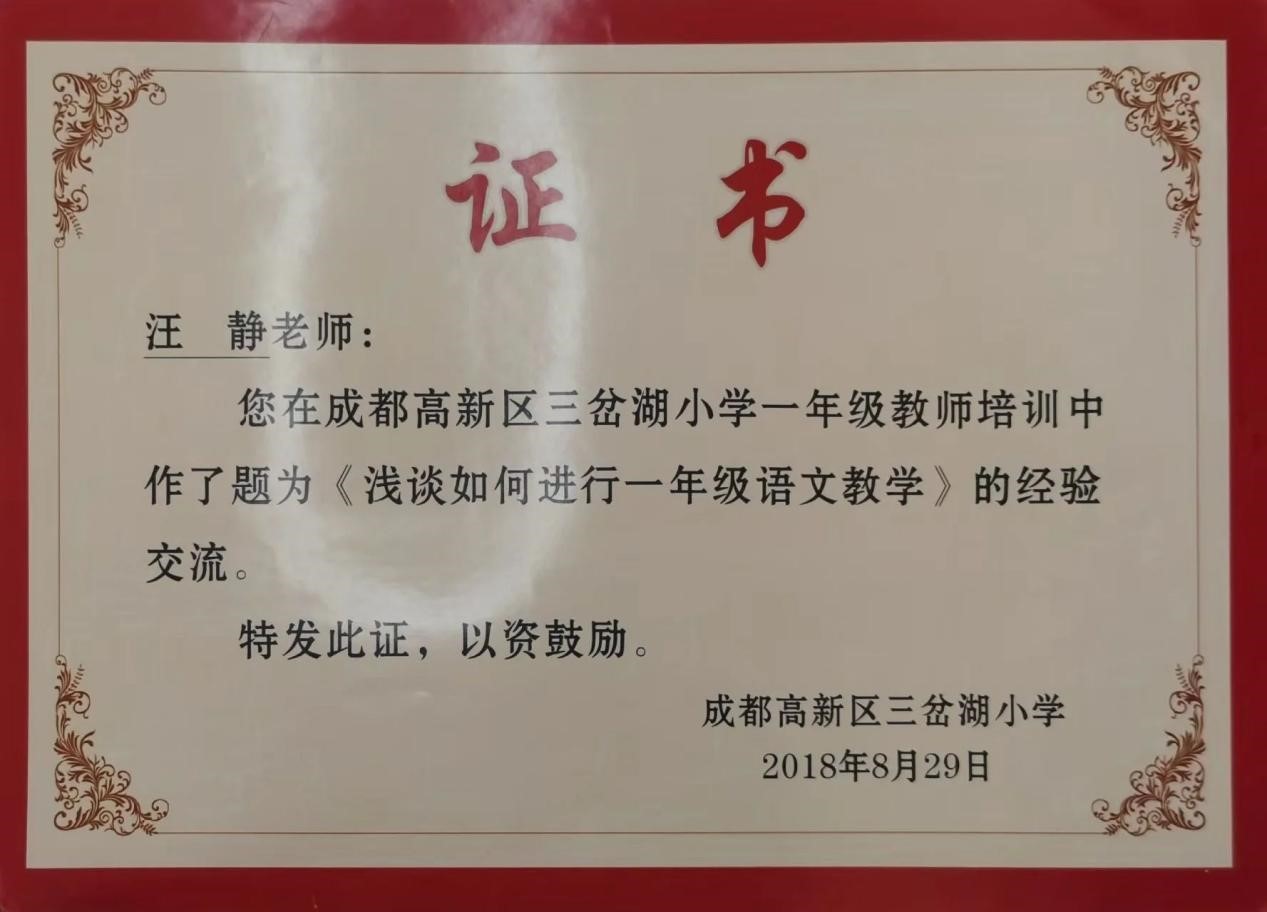 证书
汪 静老师：
您在成都高新区三岔湖小学一年级教师培训中
作了题为《浅谈如何进行一年级语文教学》的经验
交流。
特发此证，以资鼓励。
成都高新区三岔湖小学
2018年8月29日